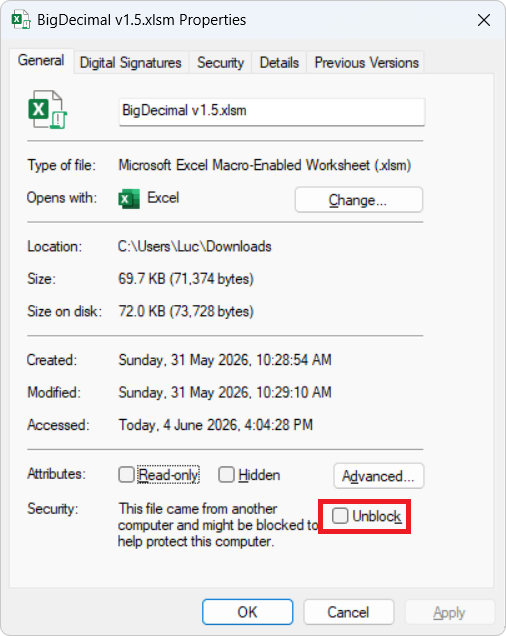 BigDecimal v1.5.xlsm Properties
General Digital Signatures Security Details Previous Versions
BigDecimal v1.5.xlsm
Type of file: Microsoft Excel Macro-Enabled Worksheet (.xlsm)
Opens with: Excel Change...
Location: C:\Users\Luc\Downloads
Size: 69.7 KB (71,374 bytes)
Size on disk: 72.0 KB (73,728 bytes)
Created: Sunday, 31 May 2026, 10:28:54 AM
Modified: Sunday, 31 May 2026, 10:29:10 AM
Accessed: Today, 4 June 2026, 4:04:28 PM
Attributes: Read-only Hidden Advanced...
Security: This file came from another
computer and might be blocked to Unblock
help protect this computer.
OK Cancel Apply